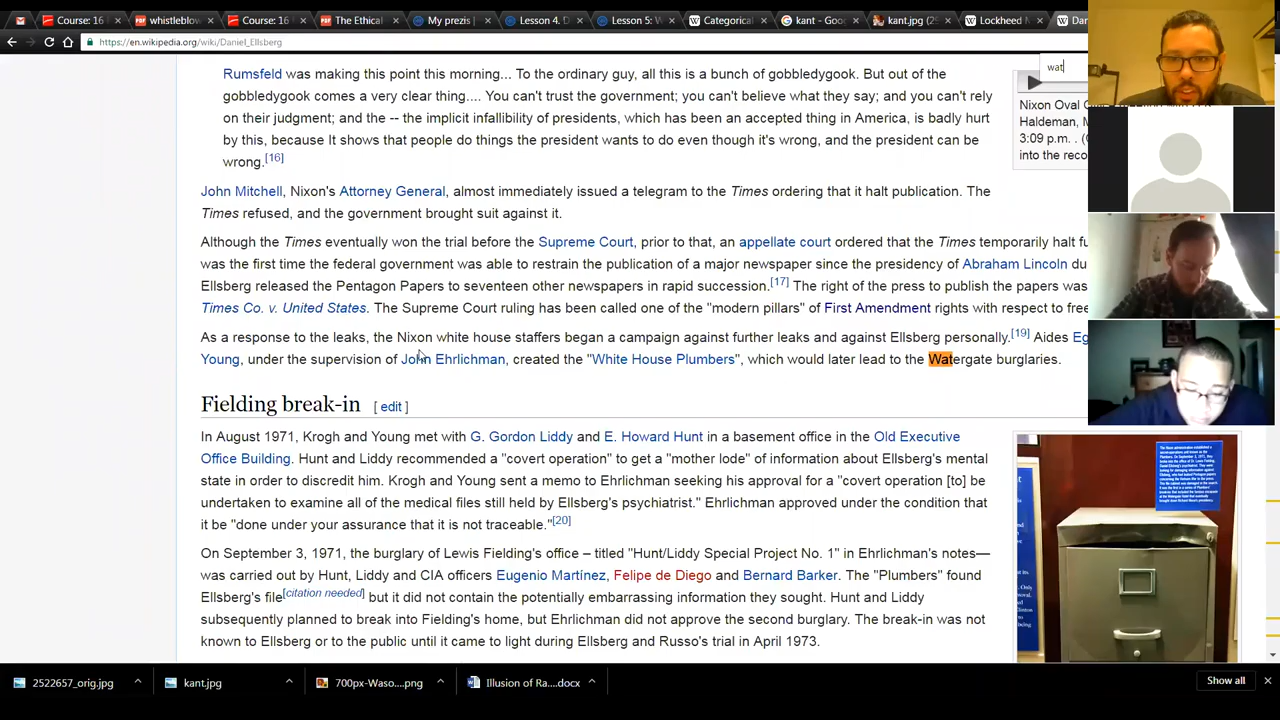 Course: 16
whistleblow
Course: 16
The Ethical
My prezis |
Lesson 4. D
Lesson 5: W
Categorical
kant - Goo
kant.jpg (25
Lockheed M
Dan
https://en.wikipedia.org/wiki/Daniel_Ellsberg
wat
Rumsfeld was making this point this morning... To the ordinary guy, all this is a bunch of gobbledygook. But out of the
gobbledygook comes a very clear thing.... You can't trust the government; you can't believe what they say; and you can't rely
on their judgment; and the -- the implicit infallibility of presidents, which has been an accepted thing in America, is badly hurt
by this, because It shows that people do things the president wants to do even though it's wrong, and the president can be
wrong.[16]
Nixon Oval
Haldeman,
3:09 p.m. . (
into the reco
John Mitchell, Nixon's Attorney General, almost immediately issued a telegram to the Times ordering that it halt publication. The
Times refused, and the government brought suit against it.
Although the Times eventually won the trial before the Supreme Court, prior to that, an appellate court ordered that the Times temporarily halt fu
was the first time the federal government was able to restrain the publication of a major newspaper since the presidency of Abraham Lincoln du
Ellsberg released the Pentagon Papers to seventeen other newspapers in rapid succession.[17] The right of the press to publish the papers was
Times Co. v. United States. The Supreme Court ruling has been called one of the "modern pillars" of First Amendment rights with respect to free
As a response to the leaks, the Nixon white house staffers began a campaign against further leaks and against Ellsberg personally.[19] Aides Eg
Young, under the supervision of John Ehrlichman, created the "White House Plumbers", which would later lead to the Watergate burglaries.
Fielding break-in [ edit ]
In August 1971, Krogh and Young met with G. Gordon Liddy and E. Howard Hunt in a basement office in the Old Executive
Office Building. Hunt and Liddy recommended a "covert operation" to get a "mother lode" of information about Ellsberg's mental
state in order to discredit him. Krogh and Young sent a memo to Ehrlichman seeking his approval for a "covert operation [to] be
undertaken to examine all of the medical files still held by Ellsberg's psychiatrist." Ehrlichman approved under the condition that
it be "done under your assurance that it is not traceable."[20]
On September 3, 1971, the burglary of Lewis Fielding's office – titled "Hunt/Liddy Special Project No. 1" in Ehrlichman's notes—
was carried out by Hunt, Liddy and CIA officers Eugenio Martínez, Felipe de Diego and Bernard Barker. The "Plumbers" found
Ellsberg's file[citation needed] but it did not contain the potentially embarrassing information they sought. Hunt and Liddy
subsequently planned to break into Fielding's home, but Ehrlichman did not approve the second burglary. The break-in was not
known to Ellsberg or to the public until it came to light during Ellsberg and Russo's trial in April 1973.
2522657_orig.jpg
kant.jpg
700px-Waso....png
Illusion of Ra....docx
Show all